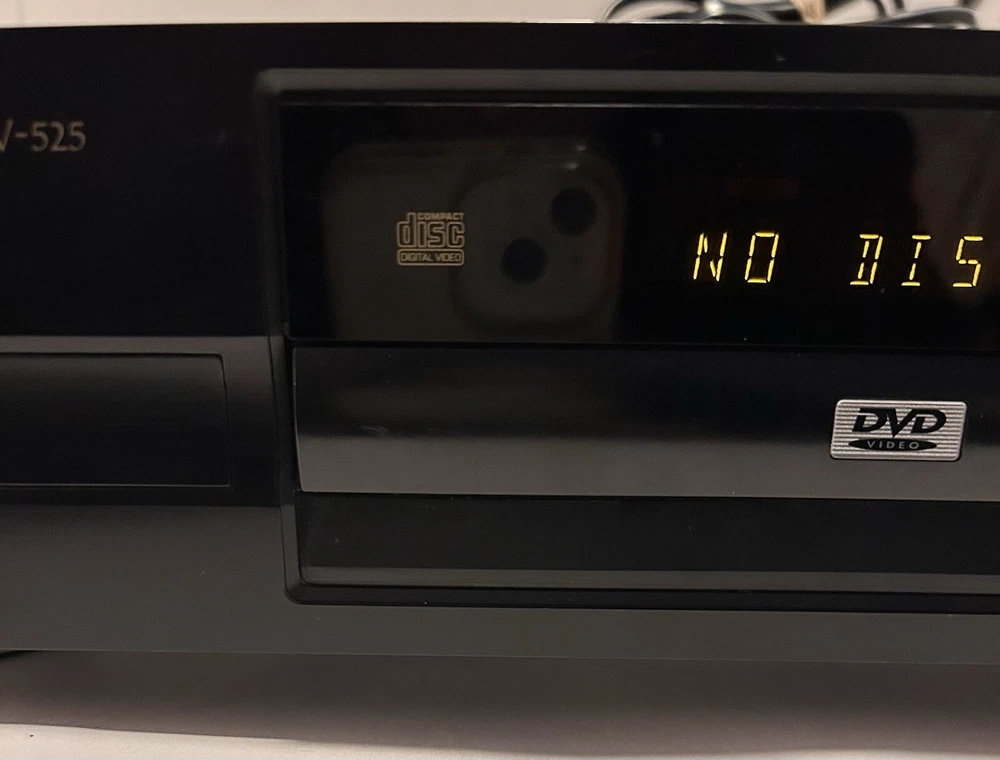 V-525
COMPACT
disc
DIGITAL VIDEO
NO DIS
DVD
VIDEO